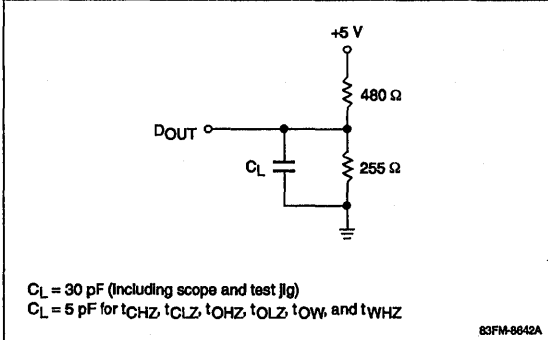 +5 V
480 Ω
DOUT
CL
255 Ω
CL = 30 pF (Including scope and test jig)
CL = 5 pF for tCHZ, tCLZ, tOHZ, tOLZ, tOW, and tWHZ
83FM-8642A